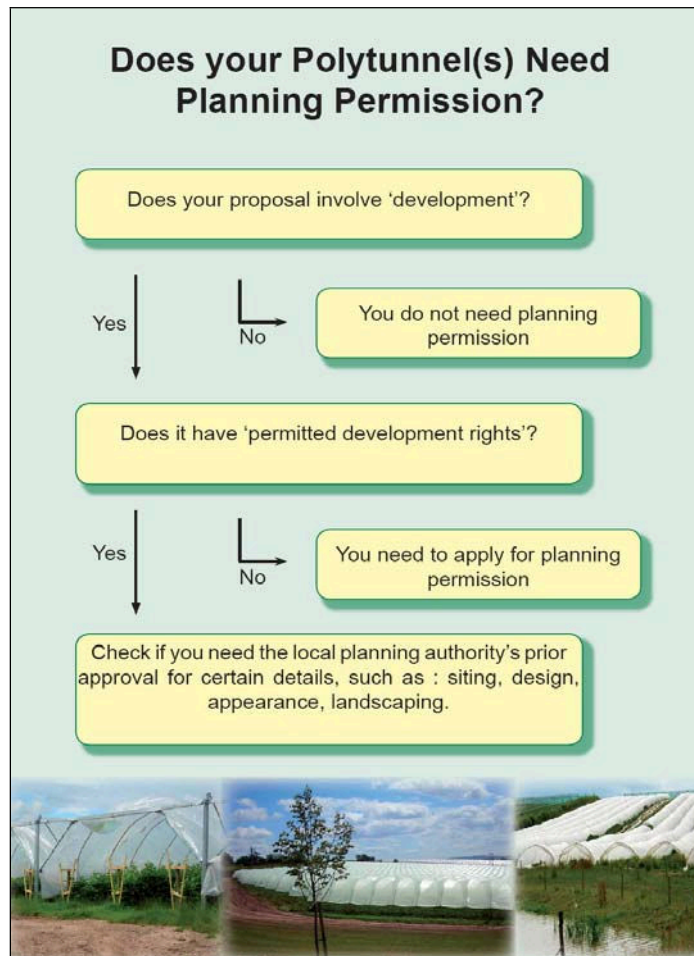 Does your Polytunnel(s) Need
Planning Permission?
Does your proposal involve ‘development’?
Yes
No
You do not need planning
permission
Does it have ‘permitted development rights’?
Yes
No
You need to apply for planning
permission
Check if you need the local planning authority’s prior
approval for certain details, such as : siting, design,
appearance, landscaping.